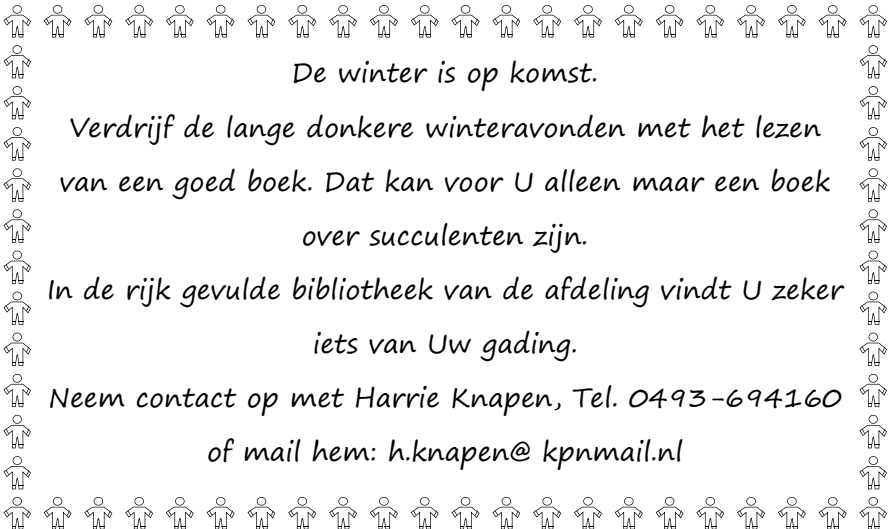 De winter is op komst.
Verdrijf de lange donkere winteravonden met het lezen
van een goed boek. Dat kan voor U alleen maar een boek
over succulenten zijn.
In de rijk gevulde bibliotheek van de afdeling vindt U zeker
iets van Uw gading.
Neem contact op met Harrie Knapen, Tel. 0493-694160
of mail hem: h.knapen@ kpnmail.nl